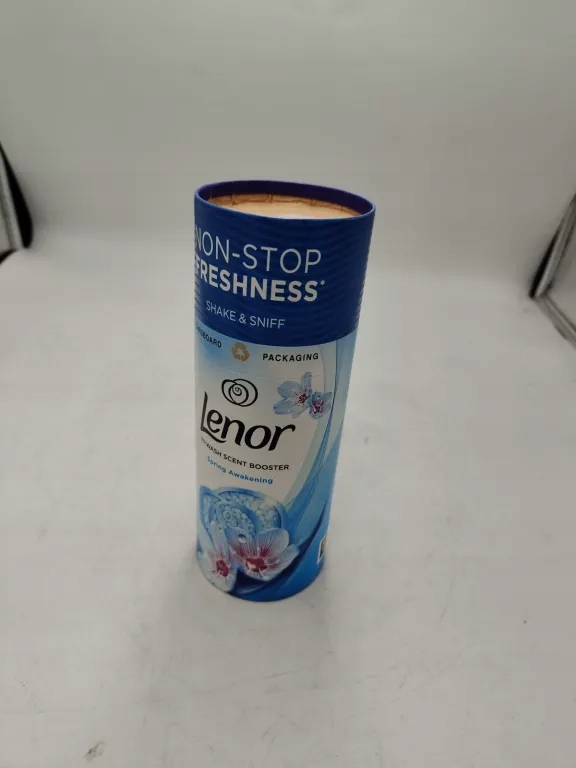 NON-STOP
FRESHNESS*
SHAKE & SNIFF
PACKAGING
Lenor
SCENT BOOSTER
Spring Awakening